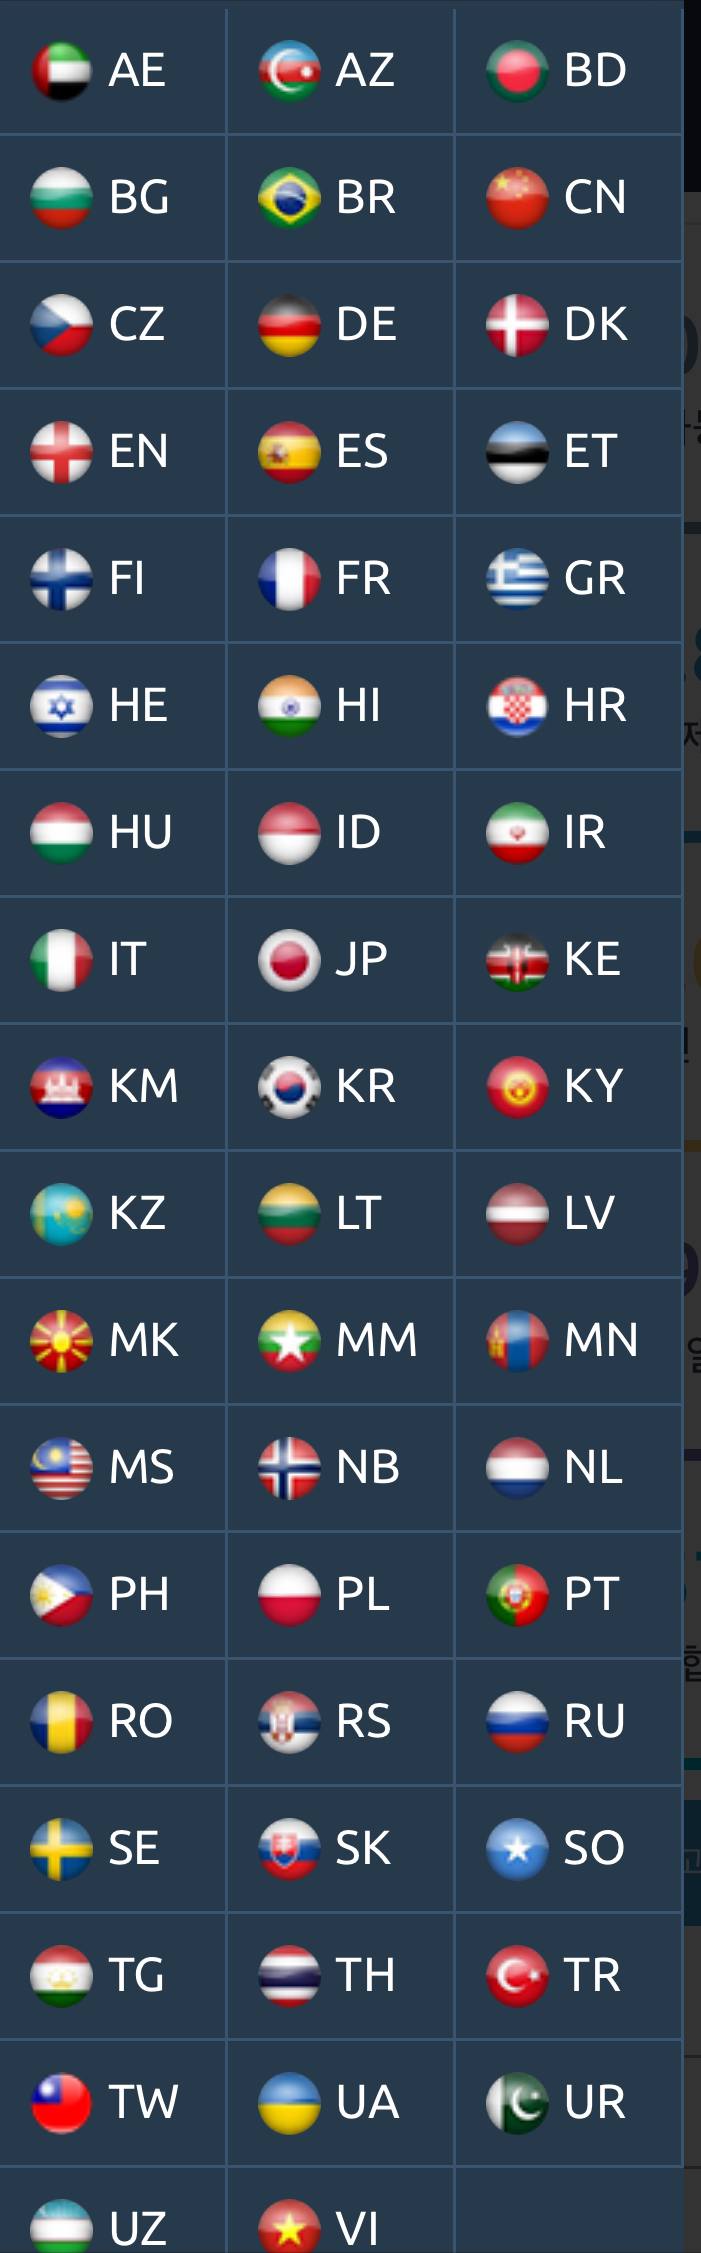 AE AZ BD
BG BR CN
CZ DE DK
EN ES ET
FI FR GR
HE HI HR
HU ID IR
IT JP KE
KM KR KY
KZ LT LV
MK MM MN
MS NB NL
PH PL PT
RO RS RU
SE SK SO
TG TH TR
TW UA UR
UZ VI